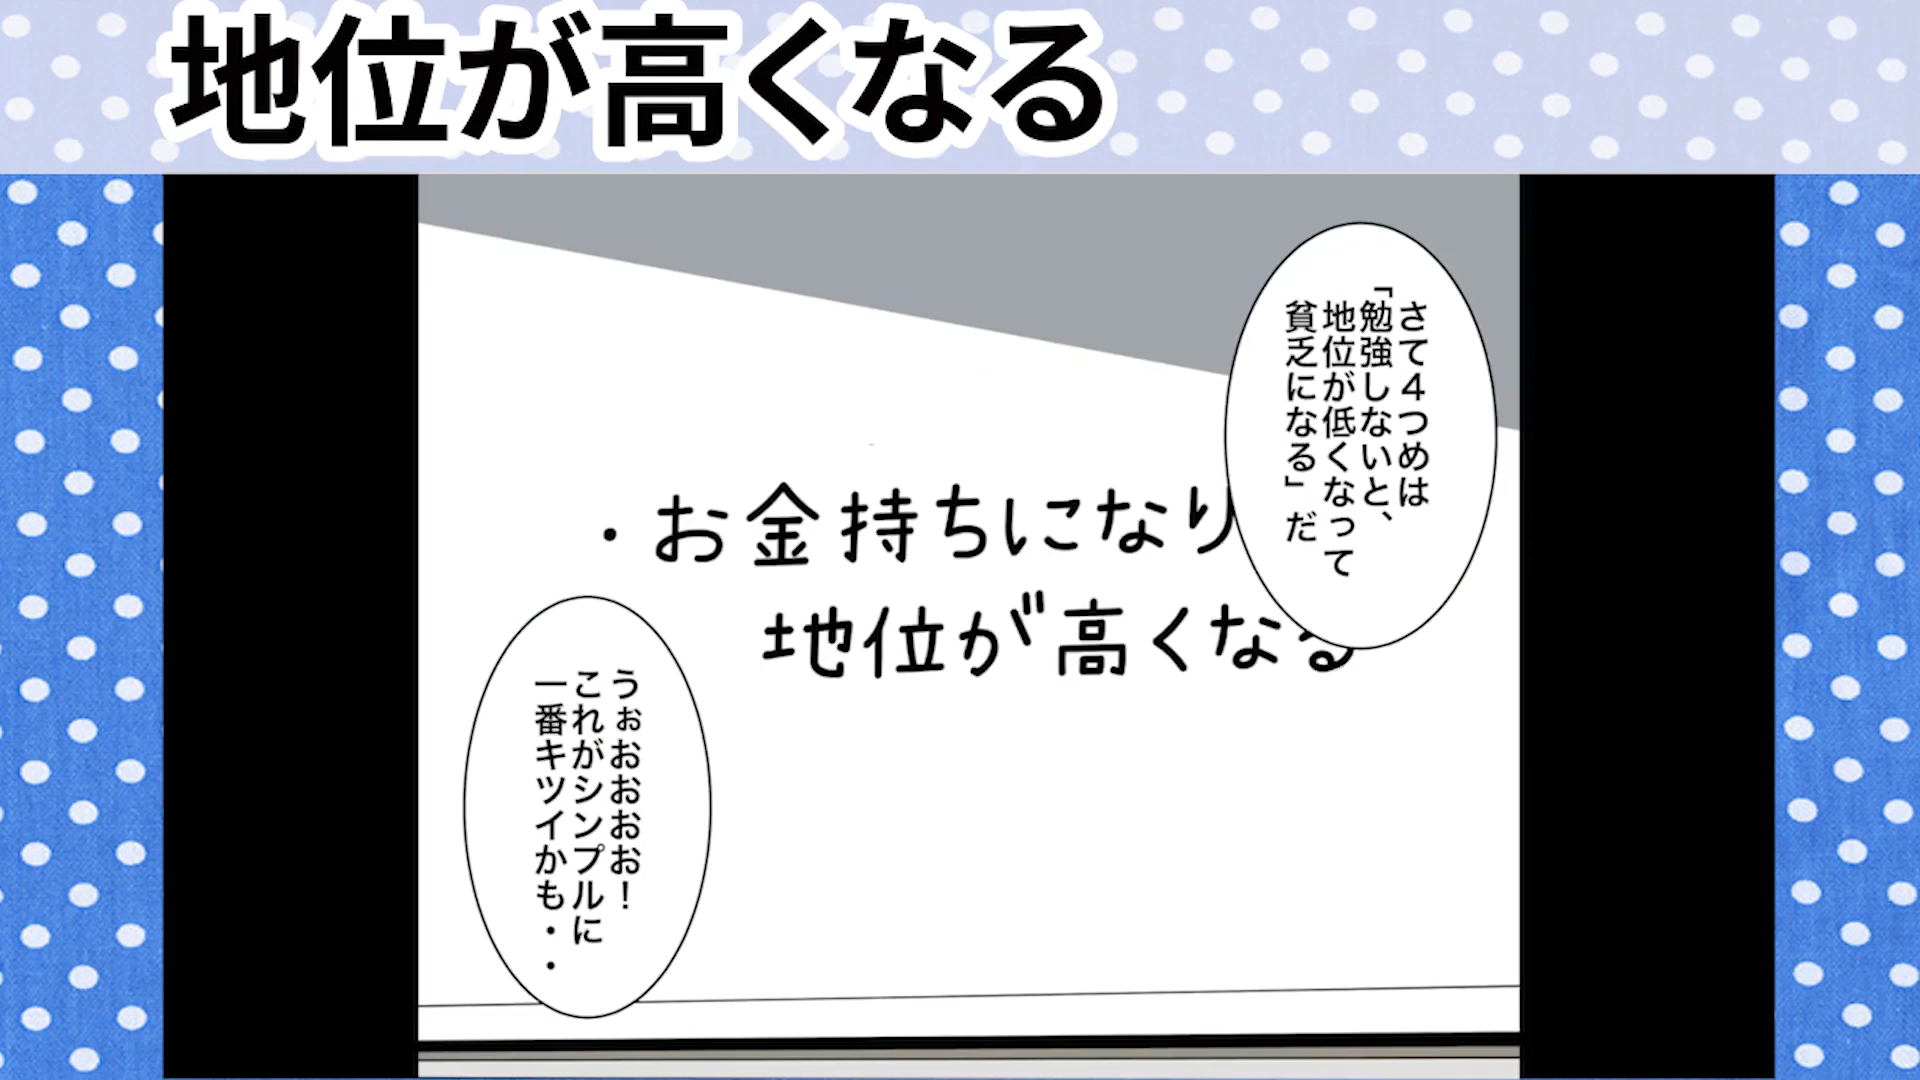 地位が高くなる
さて４つめは
「勉強しないと、
地位が低くなって
貧乏になる」だ
・お金持ちになり
地位が高くなる
うぉおおおお！
これがシンプルに
一番キツイかも・・